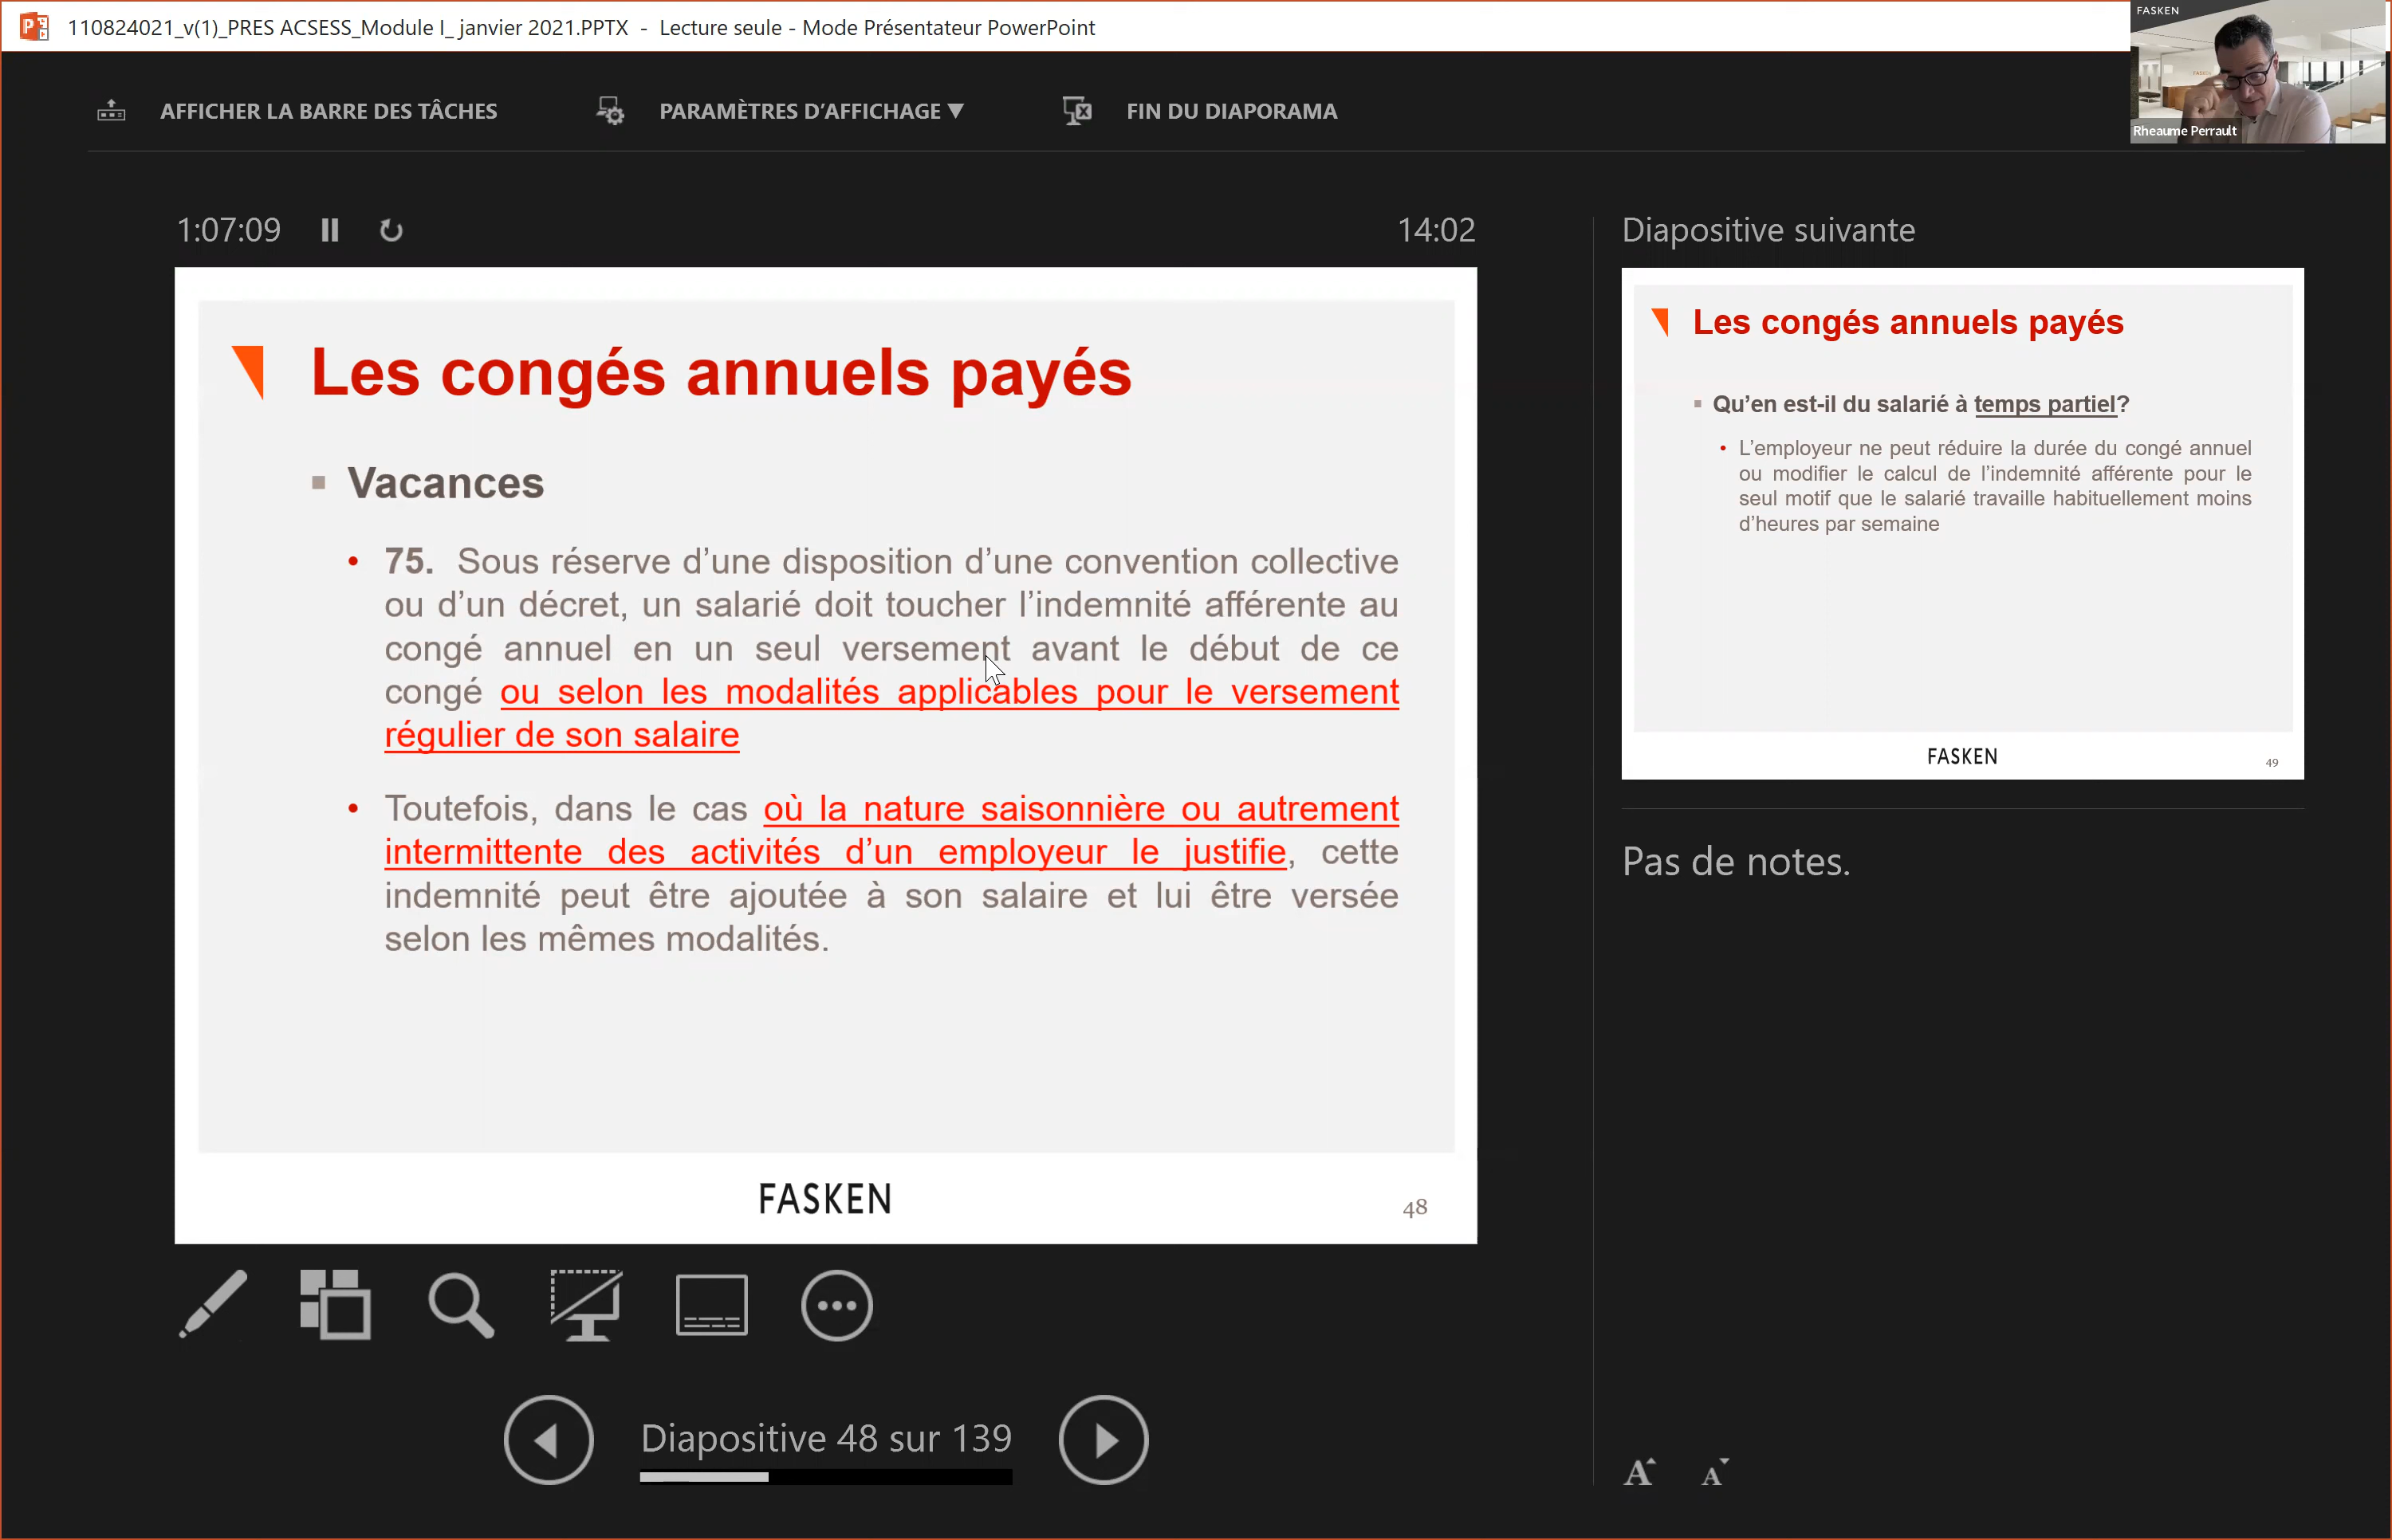 110824021_v(1)_PRES ACSESS_Module I_ janvier 2021.PPTX - Lecture seule - Mode Présentateur PowerPoint
FASKEN
Rheaume Perrault
AFFICHER LA BARRE DES TÂCHES
PARAMÈTRES D’AFFICHAGE ▼
FIN DU DIAPORAMA
1:07:09
14:02
Les congés annuels payés
Vacances
75. Sous réserve d’une disposition d’une convention collective
ou d’un décret, un salarié doit toucher l’indemnité afférente au
congé annuel en un seul versement avant le début de ce
congé ou selon les modalités applicables pour le versement
régulier de son salaire
Toutefois, dans le cas où la nature saisonnière ou autrement
intermittente des activités d’un employeur le justifie, cette
indemnité peut être ajoutée à son salaire et lui être versée
selon les mêmes modalités.
FASKEN
48
Diapositive 48 sur 139
Diapositive suivante
Les congés annuels payés
Qu’en est-il du salarié à temps partiel?
L’employeur ne peut réduire la durée du congé annuel
ou modifier le calcul de l’indemnité afférente pour le
seul motif que le salarié travaille habituellement moins
d’heures par semaine
FASKEN
49
Pas de notes.
A A